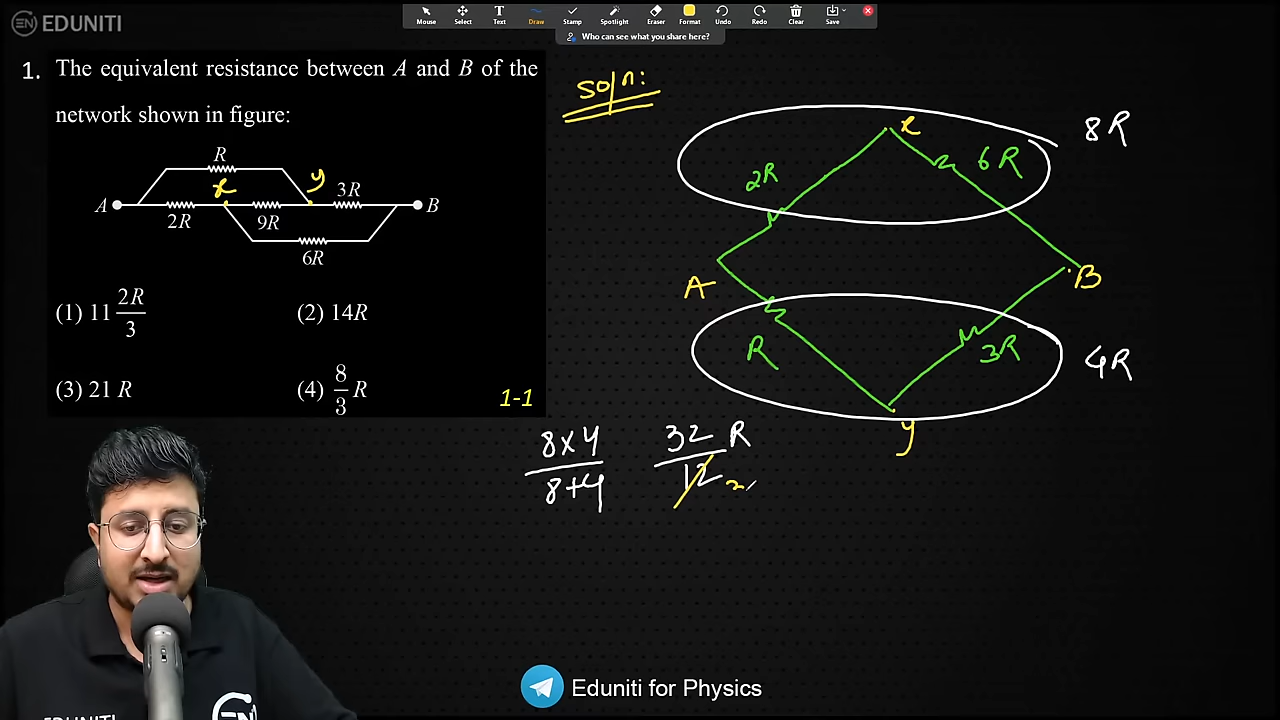 EDUNITI
Mouse Select Text Draw Stamp Spotlight Eraser Format Undo Redo Clear Save
Who can see what you share here?
1. The equivalent resistance between A and B of the
network shown in figure:
R
x y 3R
A B
2R 9R
6R
(1) 11 2R/3 (2) 14R
(3) 21 R (4) 8/3 R
1-1
soln:
x
2R 6R 8R
A B
R 3R 4R
y
8×4 32 R
8+4 12
EDUNITI
EN
Eduniti for Physics